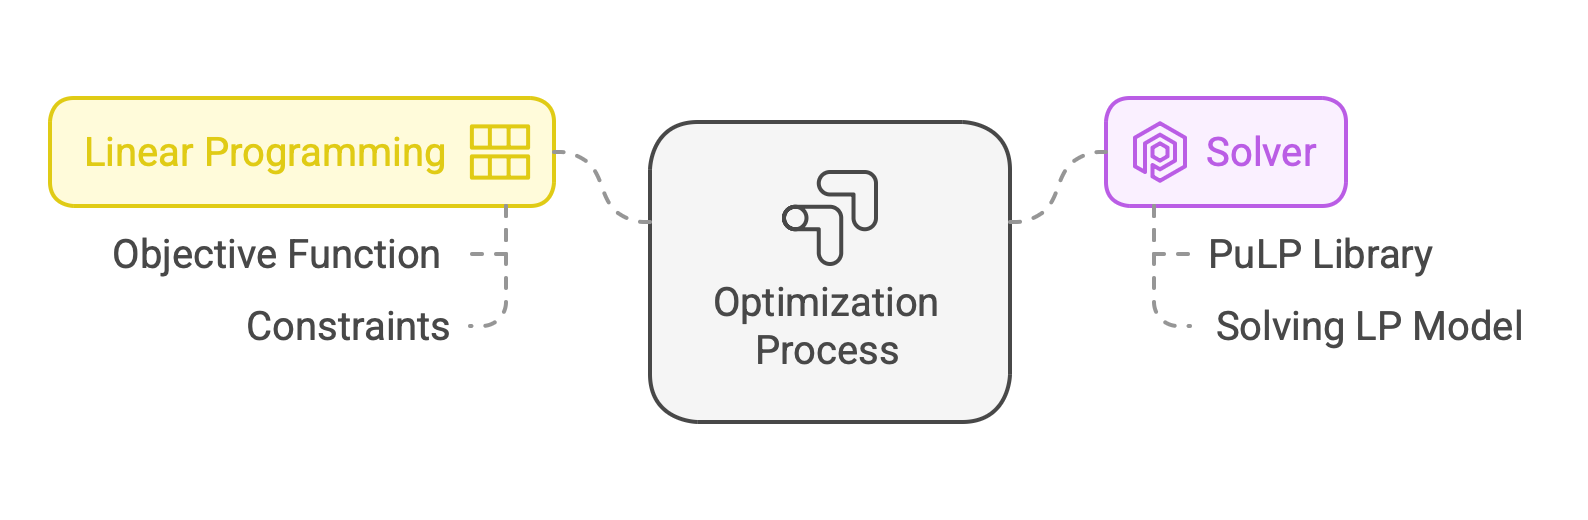 Linear Programming
Objective Function
Constraints
Optimization
Process
Solver
PuLP Library
Solving LP Model